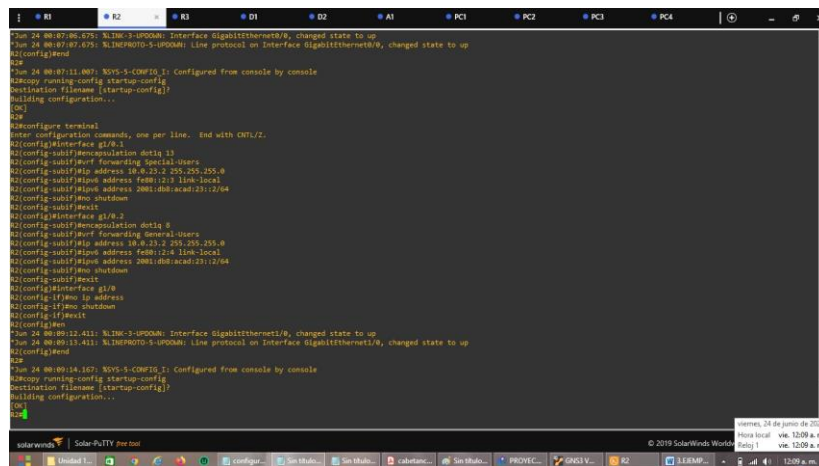 R1 R2 R3 D1 D2 A1 PC1 PC2 PC3 PC4
*Jun 24 00:07:06.675: %LINK-3-UPDOWN: Interface GigabitEthernet0/0, changed state to up
*Jun 24 00:07:07.675: %LINEPROTO-5-UPDOWN: Line protocol on Interface GigabitEthernet0/0, changed state to up
R2(config)#end
R2#
*Jun 24 00:07:11.007: %SYS-5-CONFIG_I: Configured from console by console
R2#copy running-config startup-config
Destination filename [startup-config]?
Building configuration...
[OK]
R2#
R2#configure terminal
Enter configuration commands, one per line. End with CNTL/Z.
R2(config)#interface g1/0.1
R2(config-subif)#encapsulation dot1q 13
R2(config-subif)#vrf forwarding Special-Users
R2(config-subif)#ip address 10.0.23.2 255.255.255.0
R2(config-subif)#ipv6 address fe80::2:3 link-local
R2(config-subif)#ipv6 address 2001:db8:acad:23::2/64
R2(config-subif)#no shutdown
R2(config-subif)#exit
R2(config)#interface g1/0.2
R2(config-subif)#encapsulation dot1q 8
R2(config-subif)#vrf forwarding General-Users
R2(config-subif)#ip address 10.0.23.2 255.255.255.0
R2(config-subif)#ipv6 address fe80::2:4 link-local
R2(config-subif)#ipv6 address 2001:db8:acad:23::2/64
R2(config-subif)#no shutdown
R2(config-subif)#exit
R2(config)#interface g1/0
R2(config-if)#no ip address
R2(config-if)#no shutdown
R2(config-if)#exit
R2(config)#en
*Jun 24 00:09:12.411: %LINK-3-UPDOWN: Interface GigabitEthernet1/0, changed state to up
*Jun 24 00:09:13.411: %LINEPROTO-5-UPDOWN: Line protocol on Interface GigabitEthernet1/0, changed state to up
R2(config)#end
R2#
*Jun 24 00:09:14.167: %SYS-5-CONFIG_I: Configured from console by console
R2#copy running-config startup-config
Destination filename [startup-config]?
Building configuration...
[OK]
R2#
viernes, 24 de junio de 202
Hora local vie. 12:09 a. m
Reloj 1 vie. 12:09 a. m
solarwinds Solar-PuTTY free tool © 2019 SolarWinds Worldw
Unidad 1... configur... Sin título... Sin título... cabetanc... Sin título... PROYEC... GNS3 V... R2 3.EJEMP... 12:09 a. m.